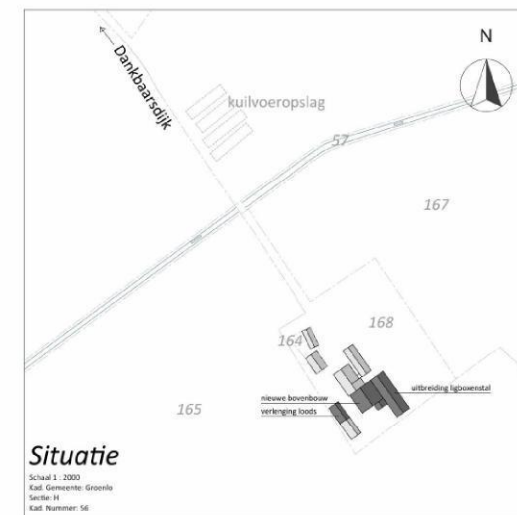 N
Dankbaarsdijk
kuilvoeropslag
57
167
168
164
uitbreiding ligboxenstal
nieuwe bovenbouw
verlenging loods
165
Situatie
Schaal 1 : 2000
Kad. Gemeente: Groenlo
Sectie: H
Kad. Nummer: 56